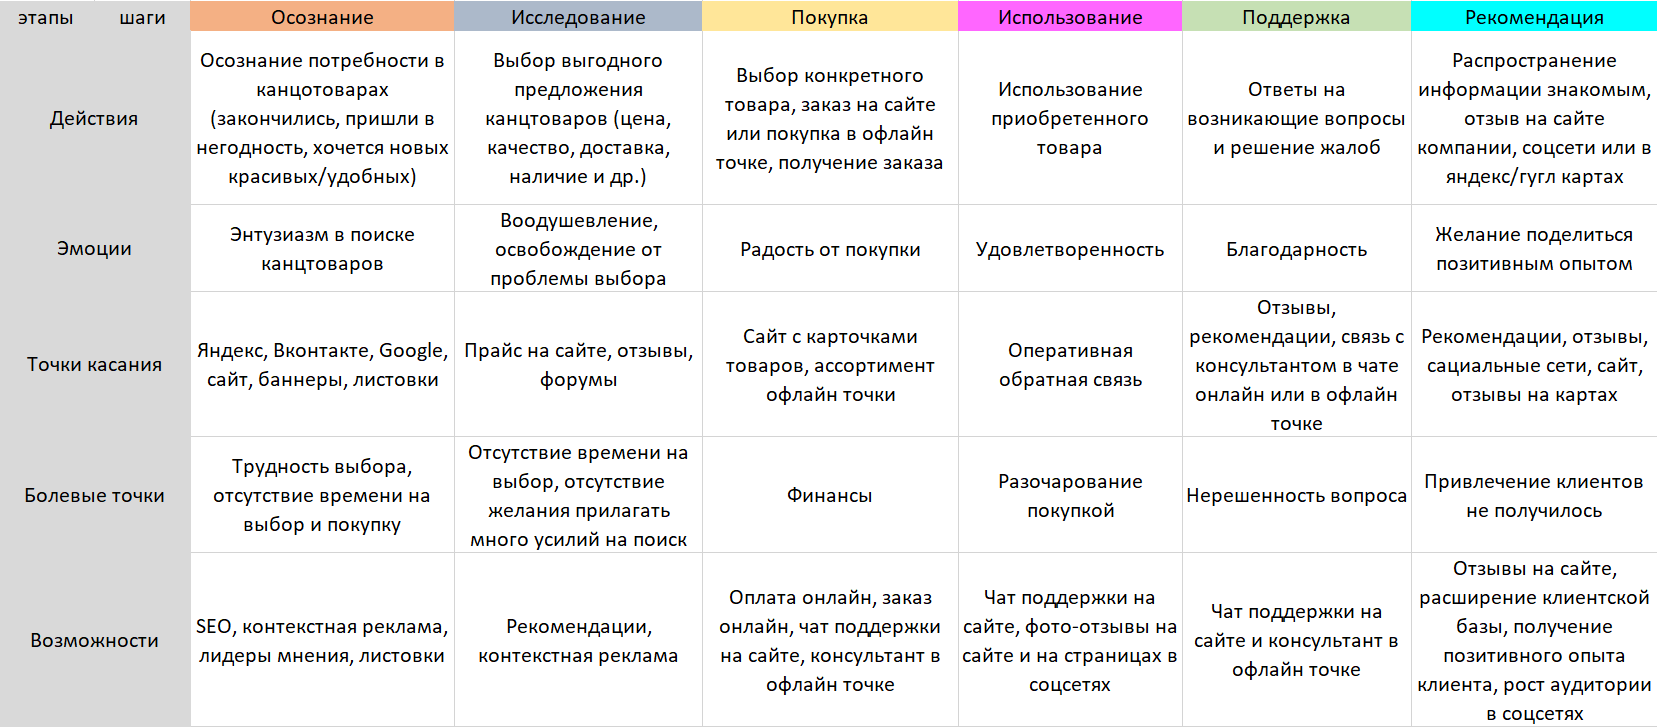 этапы шаги Осознание Исследование Покупка Использование Поддержка Рекомендация
Действия
Осознание потребности в
канцотоварах
(закончились, пришли в
негодность, хочется новых
красивых/удобных)
Выбор выгодного
предложения
канцтоваров (цена,
качество, доставка,
наличие и др.)
Выбор конкретного
товара, заказ на сайте
или покупка в офлайн
точке, получение заказа
Использование
приобретенного
товара
Ответы на
возникающие вопросы
и решение жалоб
Распространение
информации знакомым,
отзыв на сайте
компании, соцсети или в
яндекс/гугл картах
Эмоции
Энтузиазм в поиске
канцтоваров
Воодушевление,
освобождение от
проблемы выбора
Радость от покупки
Удовлетворенность
Благодарность
Желание поделиться
позитивным опытом
Точки касания
Яндекс, Вконтакте, Google,
сайт, баннеры, листовки
Прайс на сайте, отзывы,
форумы
Сайт с карточками
товаров, ассортимент
офлайн точки
Оперативная
обратная связь
Отзывы,
рекомендации, связь с
консультантом в чате
онлайн или в офлайн
точке
Рекомендации, отзывы,
социальные сети, сайт,
отзывы на картах
Болевые точки
Трудность выбора,
отсутствие времени на
выбор и покупку
Отсутствие времени на
выбор, отсутствие
желания прилагать
много усилий на поиск
Финансы
Разочарование
покупкой
Нерешенность вопроса
Привлечение клиентов
не получилось
Возможности
SEO, контекстная реклама,
лидеры мнения, листовки
Рекомендации,
контекстная реклама
Оплата онлайн, заказ
онлайн, чат поддержки
на сайте, консультант в
офлайн точке
Чат поддержки на
сайте, фото-отзывы на
сайте и на страницах в
соцсетях
Чат поддержки на
сайте и консультант в
офлайн точке
Отзывы на сайте,
расширение клиентской
базы, получение
позитивного опыта
клиента, рост аудитории
в соцсетях